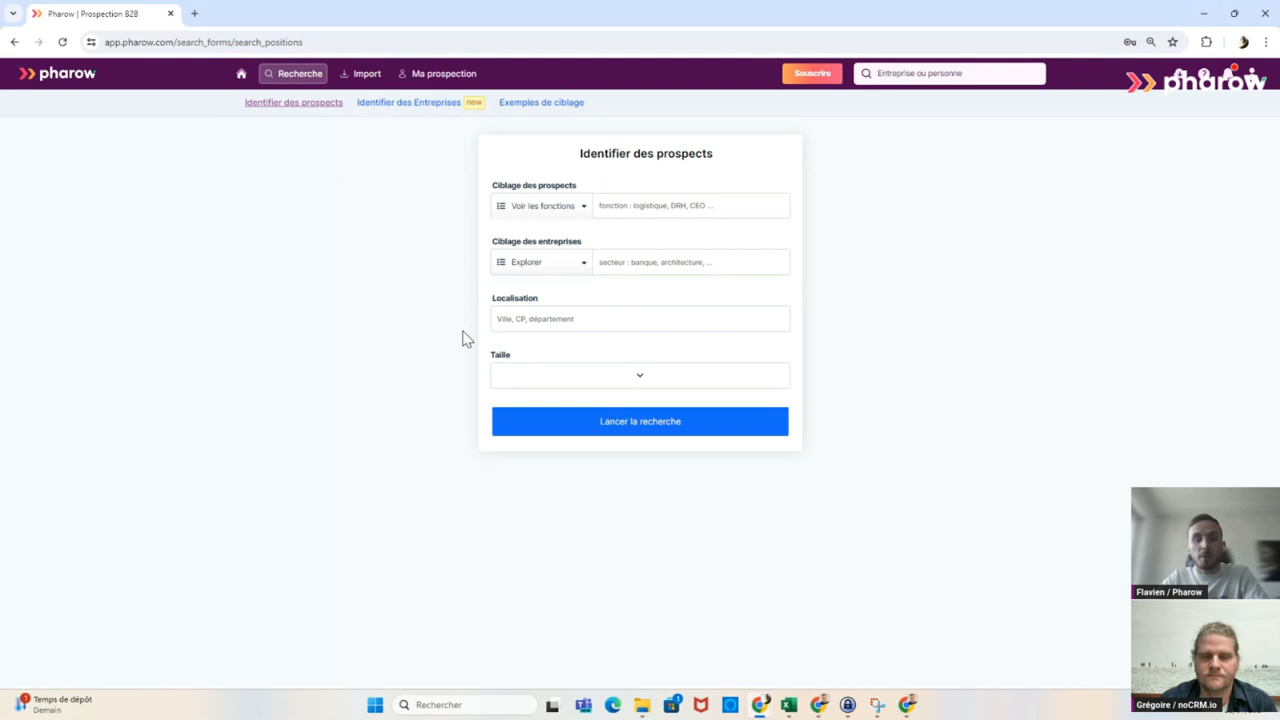 Pharow | Prospection B2B
app.pharow.com/search_forms/search_positions
pharow
Recherche
Import
Ma prospection
Souscrire
Entreprise ou personne
pharow
Identifier des prospects
Identifier des Entreprises new
Exemples de ciblage
Identifier des prospects
Ciblage des prospects
Voir les fonctions
fonction : logistique, DRH, CEO ...
Ciblage des entreprises
Explorer
secteur : banque, architecture, ...
Localisation
Ville, CP, département
Taille
Lancer la recherche
Flavien / Pharow
Grégoire / noCRM.io
1
Temps de dépôt
Demain
Rechercher